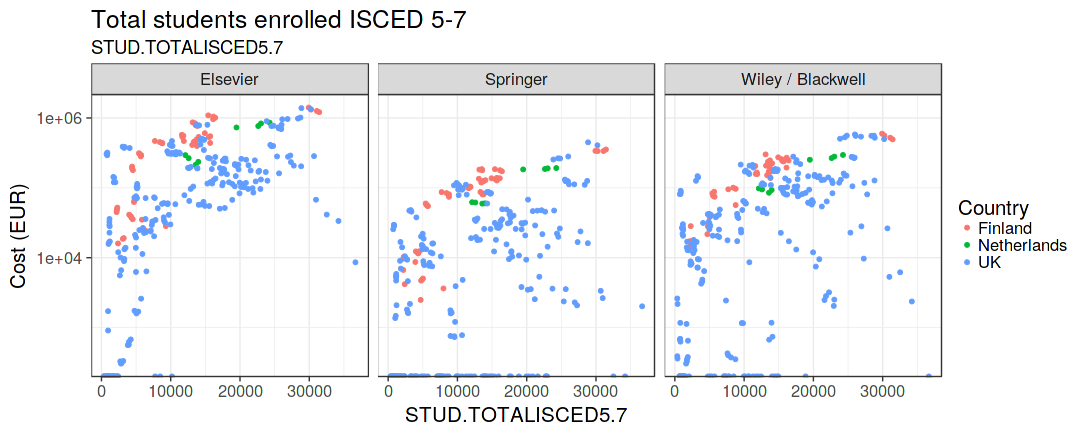 Total students enrolled ISCED 5-7
STUD.TOTALISCED5.7
Elsevier
Springer
Wiley / Blackwell
1e+06
1e+04
Cost (EUR)
0 10000 20000 30000
0 10000 20000 30000
0 10000 20000 30000
STUD.TOTALISCED5.7
Country
Finland
Netherlands
UK